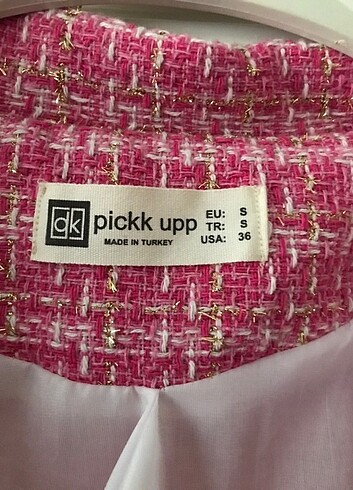 dk pickk upp
MADE IN TURKEY
EU: S
TR: S
USA: 36